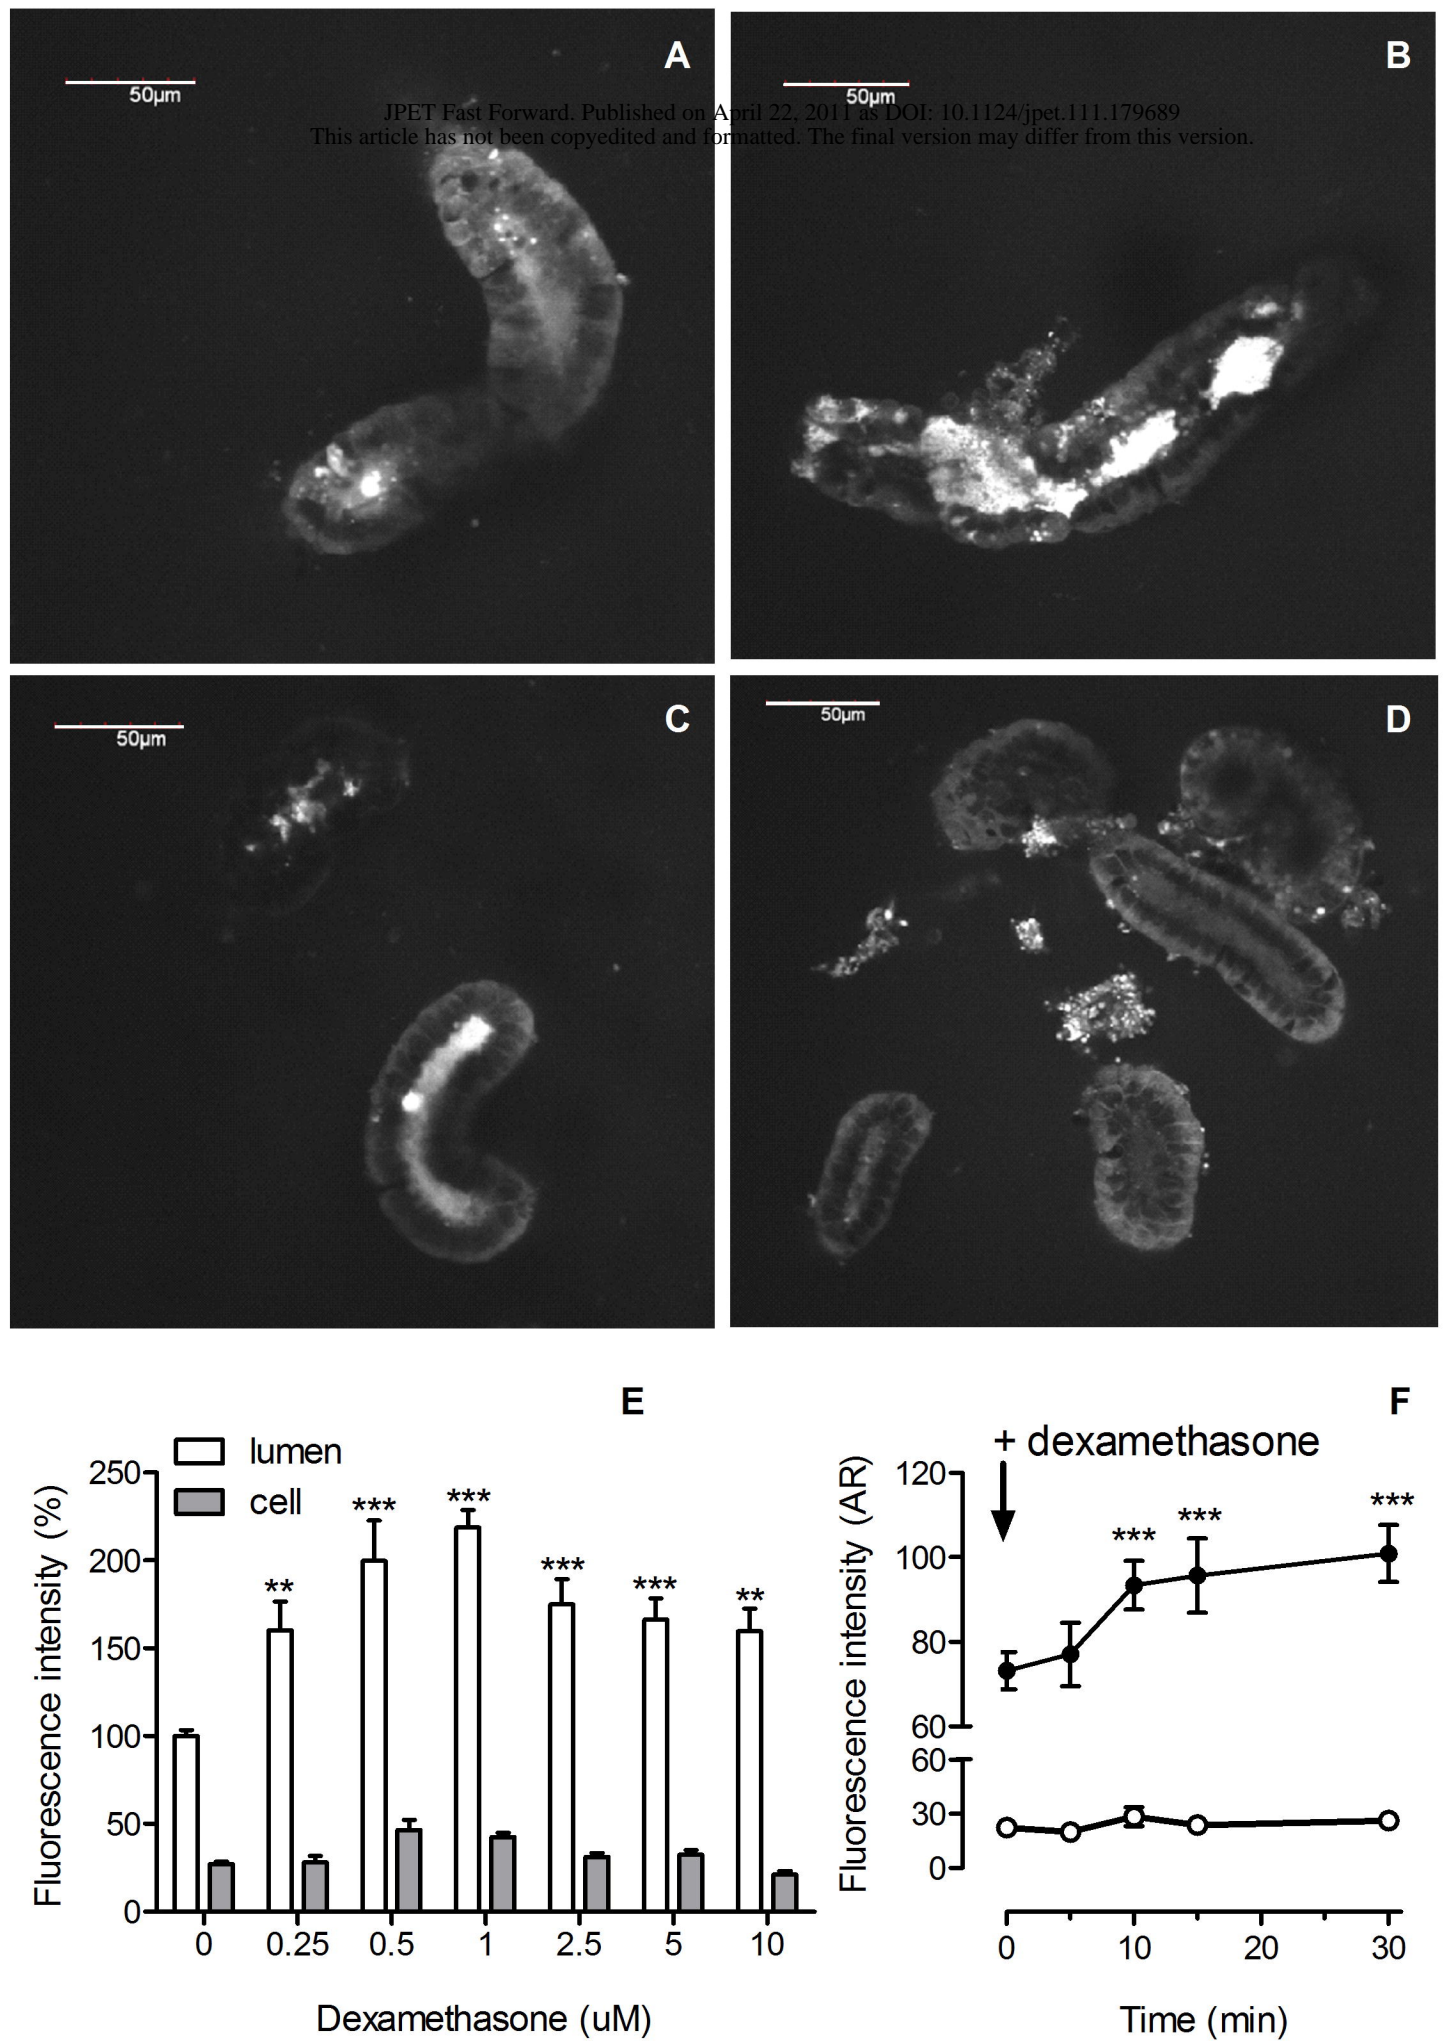 A
50µm
B
50µm
JPET Fast Forward. Published on April 22, 2011 as DOI: 10.1124/jpet.111.179689
This article has not been copyedited and formatted. The final version may differ from this version.
C
50µm
D
50µm
E
lumen
cell
Fluorescence intensity (%)
250
200
150
100
50
0
**
***
***
***
***
**
0 0.25 0.5 1 2.5 5 10
Dexamethasone (uM)
F
+ dexamethasone
Fluorescence intensity (AR)
120
100
80
60
60
30
0
***
***
***
0 10 20 30
Time (min)